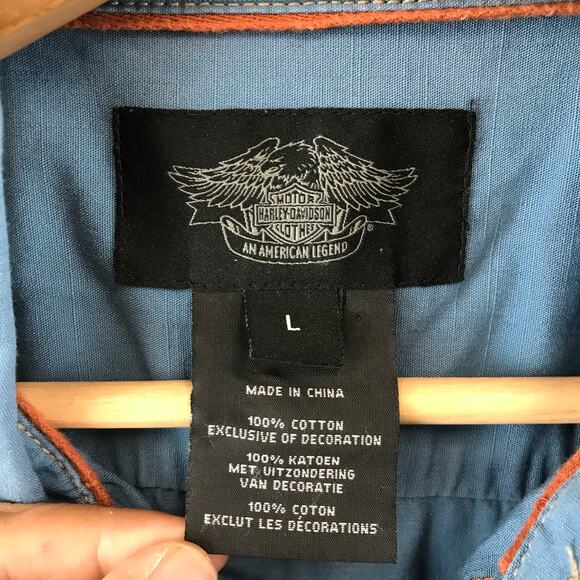 MOTOR
HARLEY-DAVIDSON
CLOTHES
AN AMERICAN LEGEND
®
L
MADE IN CHINA
100% COTTON
EXCLUSIVE OF DECORATION
100% KATOEN
MET UITZONDERING
VAN DECORATIE
100% COTON
EXCLUT LES DÉCORATIONS